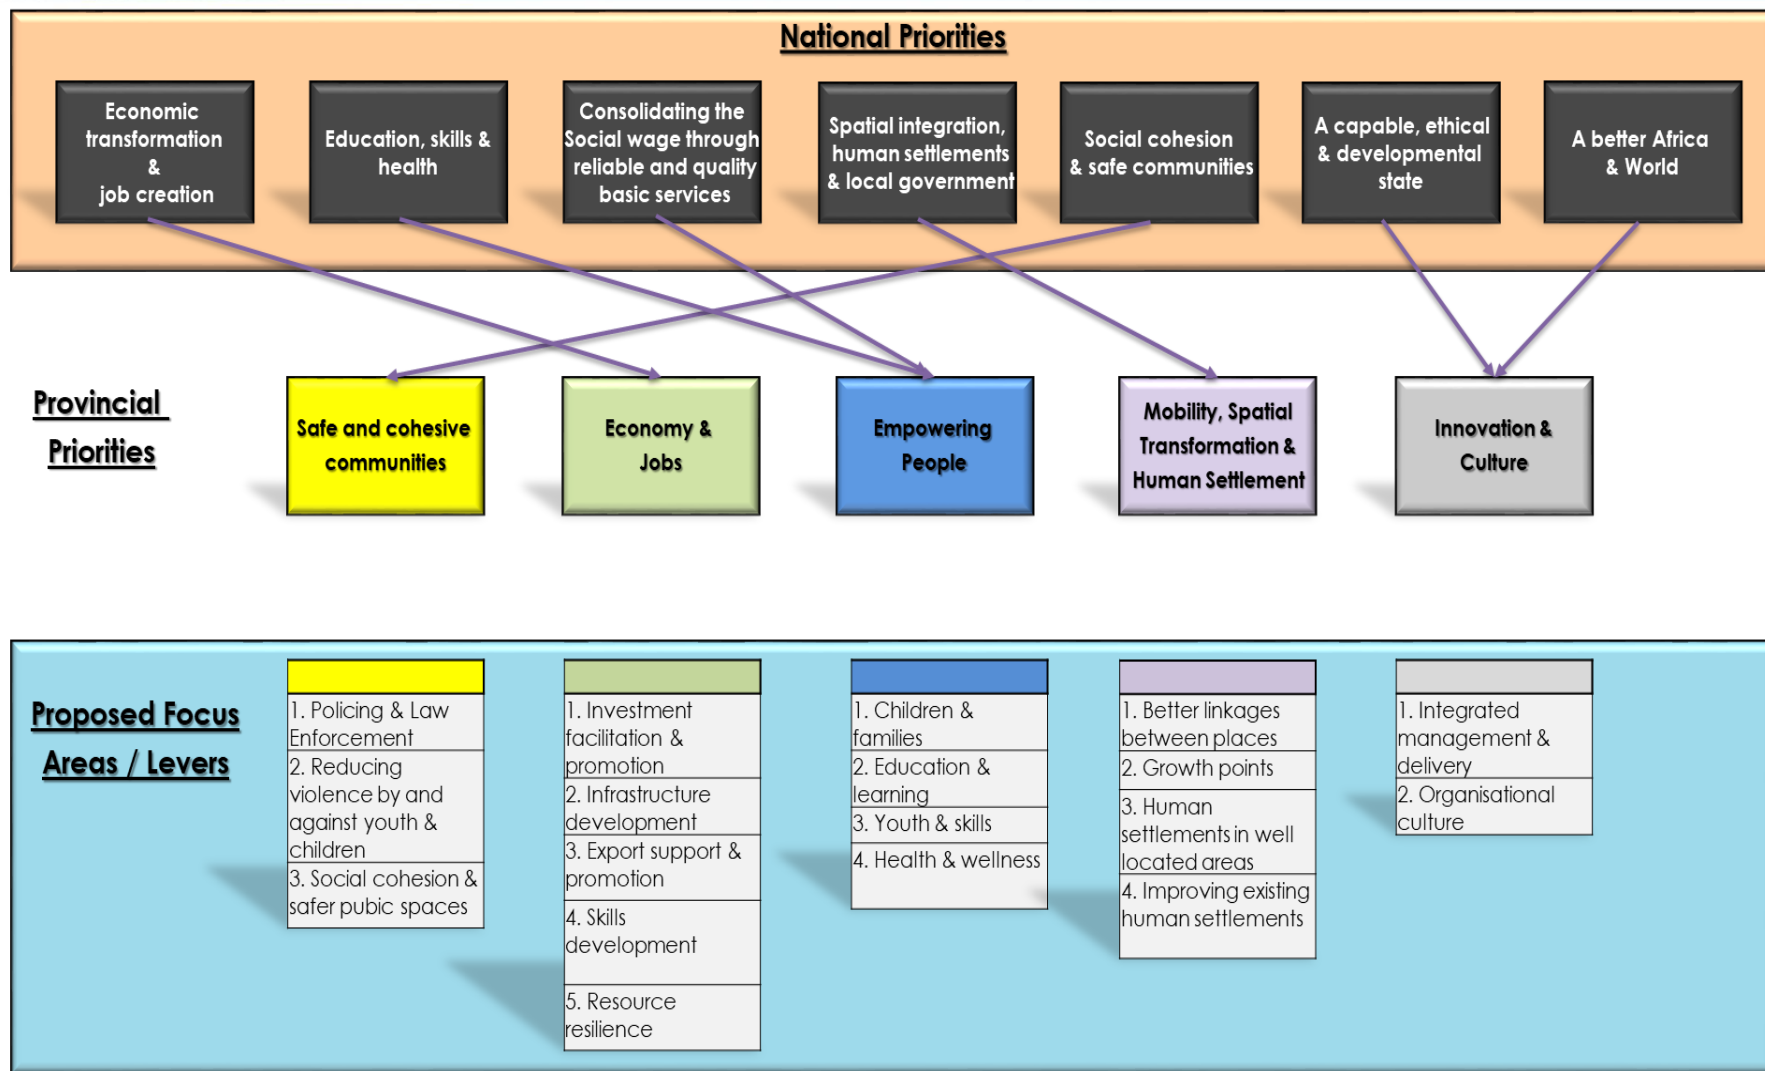 National Priorities
Economic
transformation
&
job creation
Education, skills &
health
Consolidating the
Social wage through
reliable and quality
basic services
Spatial integration,
human settlements
& local government
Social cohesion
& safe communities
A capable, ethical
& developmental
state
A better Africa
& World
Provincial
Priorities
Safe and cohesive
communities
Economy &
Jobs
Empowering
People
Mobility, Spatial
Transformation &
Human Settlement
Innovation &
Culture
Proposed Focus
Areas / Levers
1. Policing & Law
Enforcement
2. Reducing
violence by and
against youth &
children
3. Social cohesion &
safer pubic spaces
1. Investment
facilitation &
promotion
2. Infrastructure
development
3. Export support &
promotion
4. Skills
development
5. Resource
resilience
1. Children &
families
2. Education &
learning
3. Youth & skills
4. Health & wellness
1. Better linkages
between places
2. Growth points
3. Human
settlements in well
located areas
4. Improving existing
human settlements
1. Integrated
management &
delivery
2. Organisational
culture